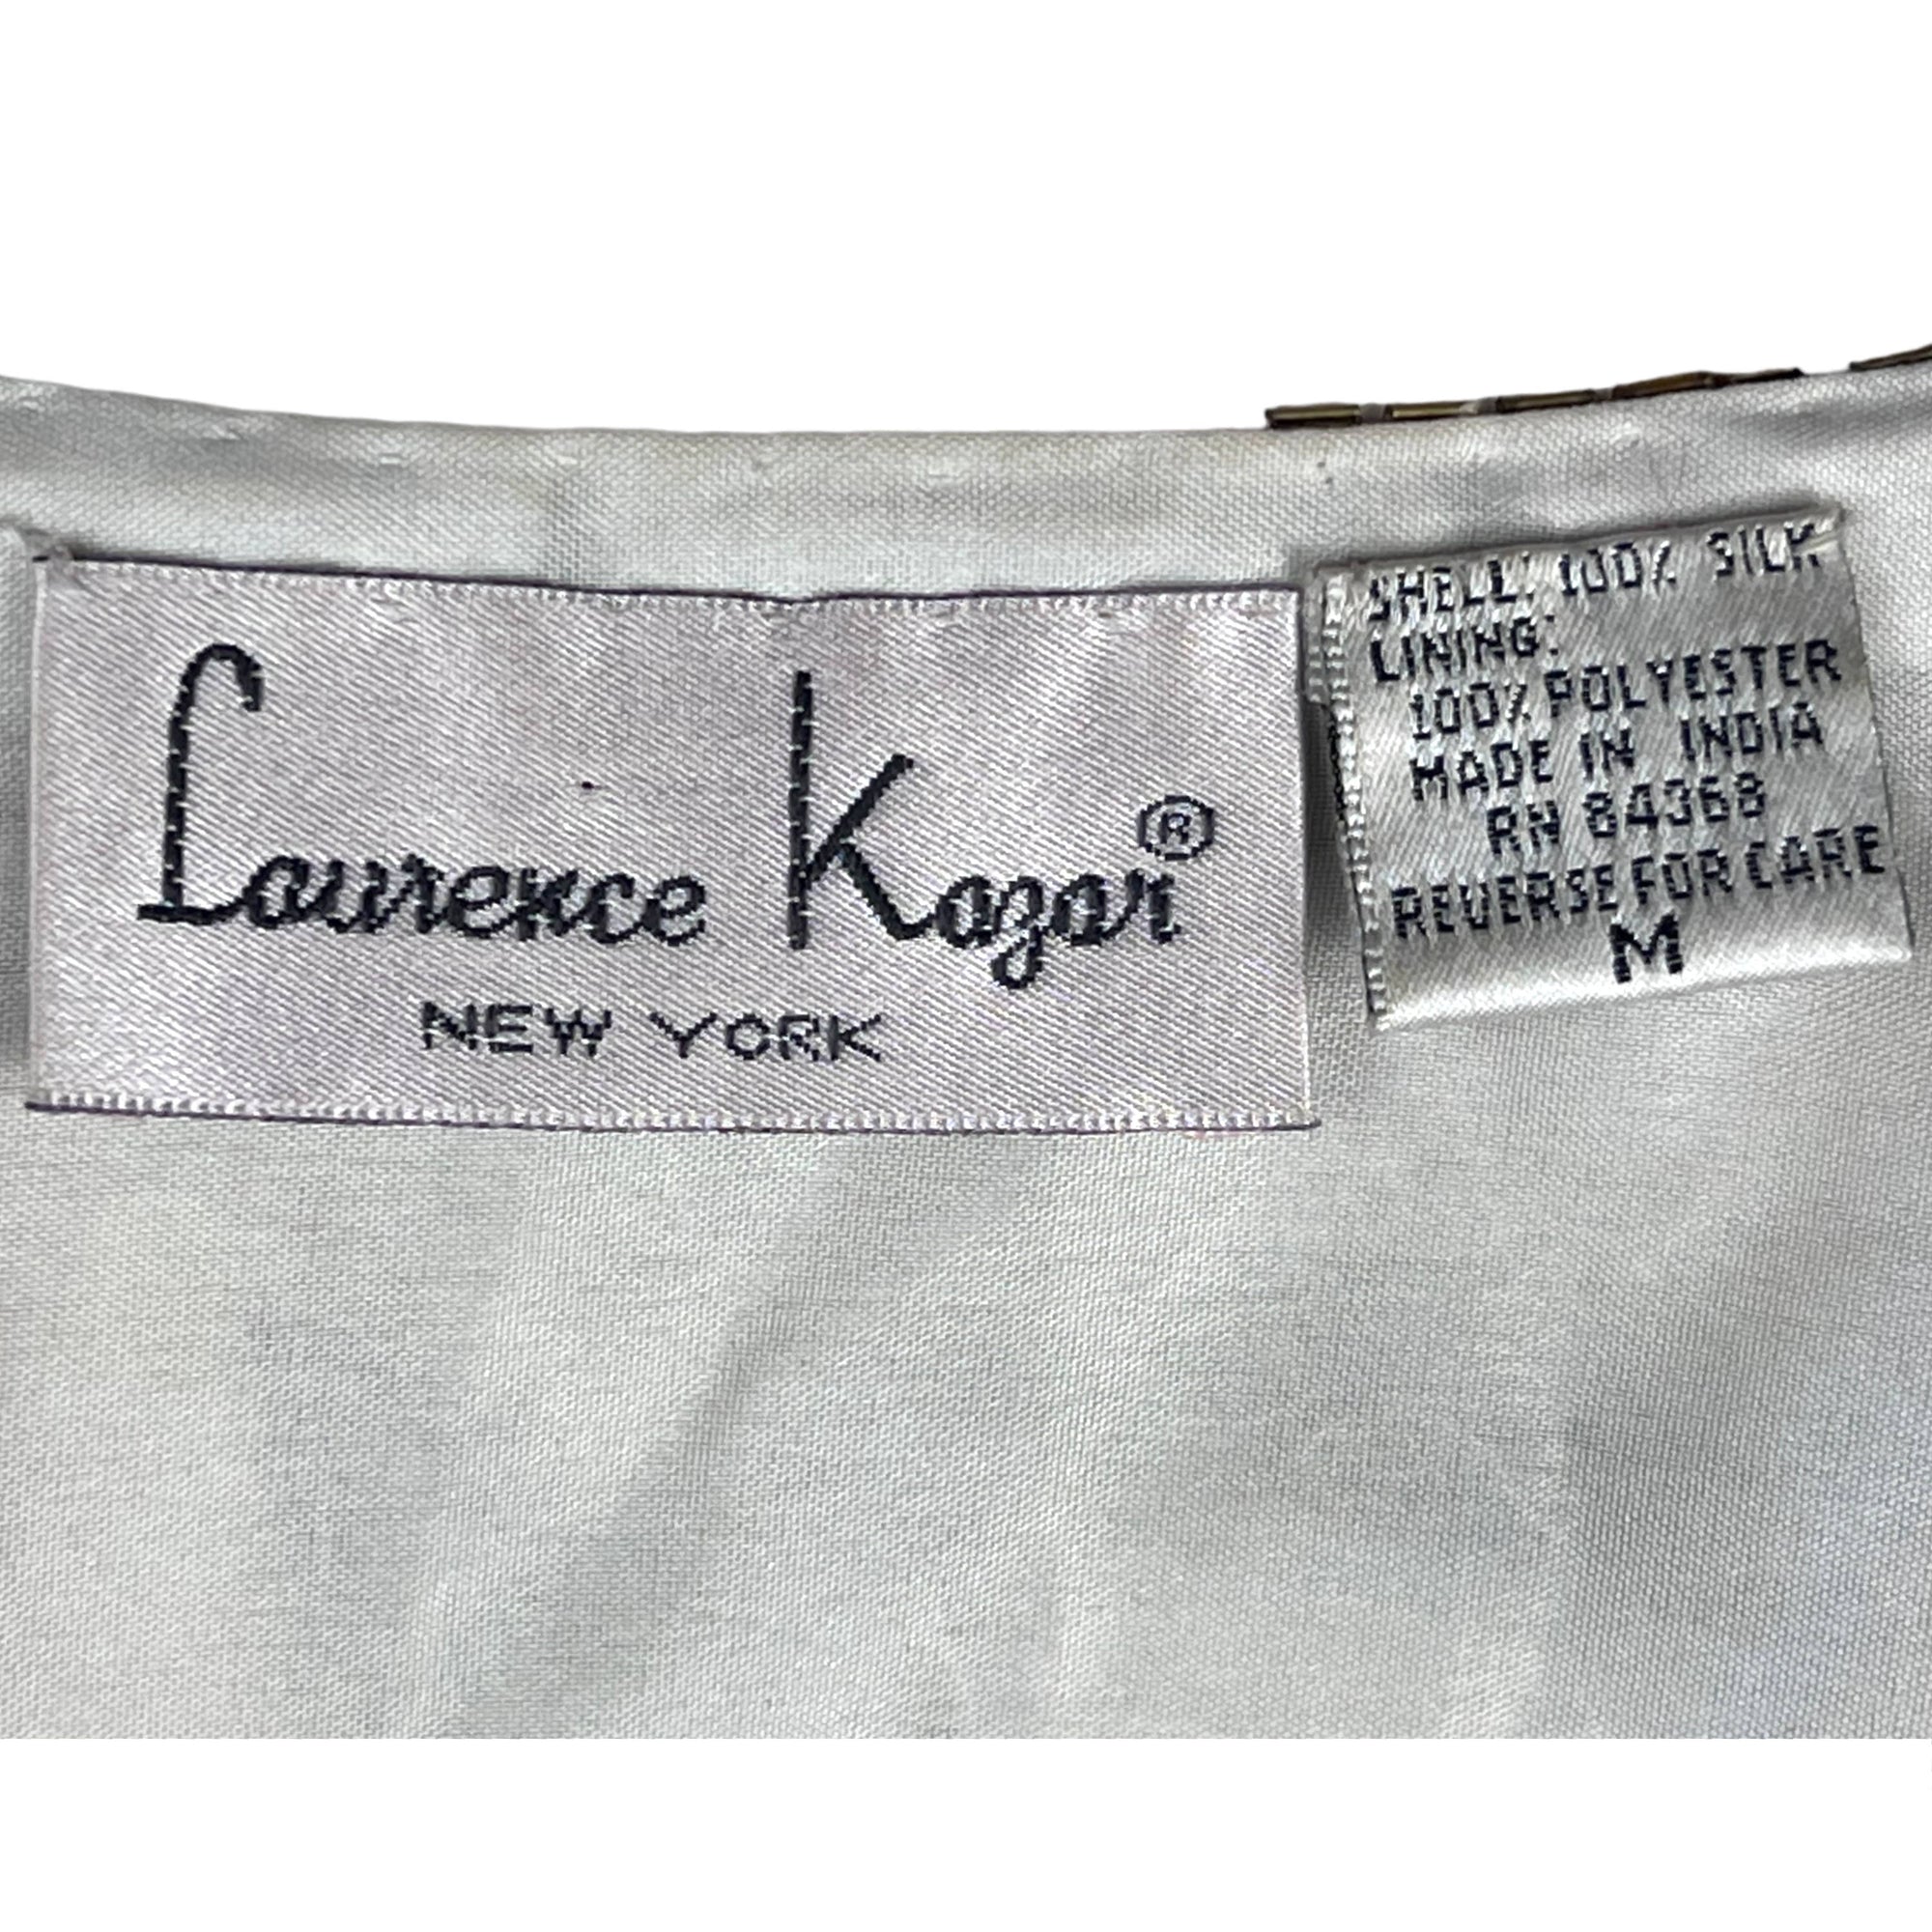 Laurence Kazar®
NEW YORK
SHELL: 100% SILK
LINING:
100% POLYESTER
MADE IN INDIA
RN 84368
REVERSE FOR CARE
M